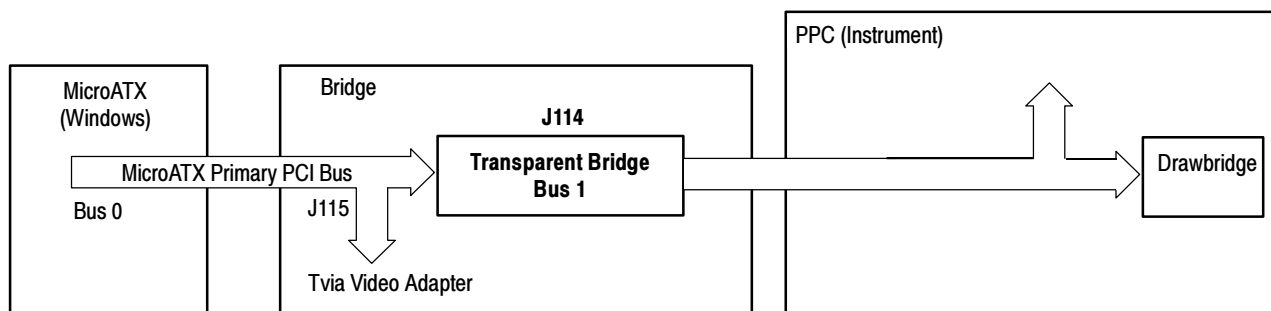 PPC (Instrument)
MicroATX
(Windows)
Bridge
J114
Transparent Bridge
Bus 1
MicroATX Primary PCI Bus
Drawbridge
Bus 0
J115
Tvia Video Adapter